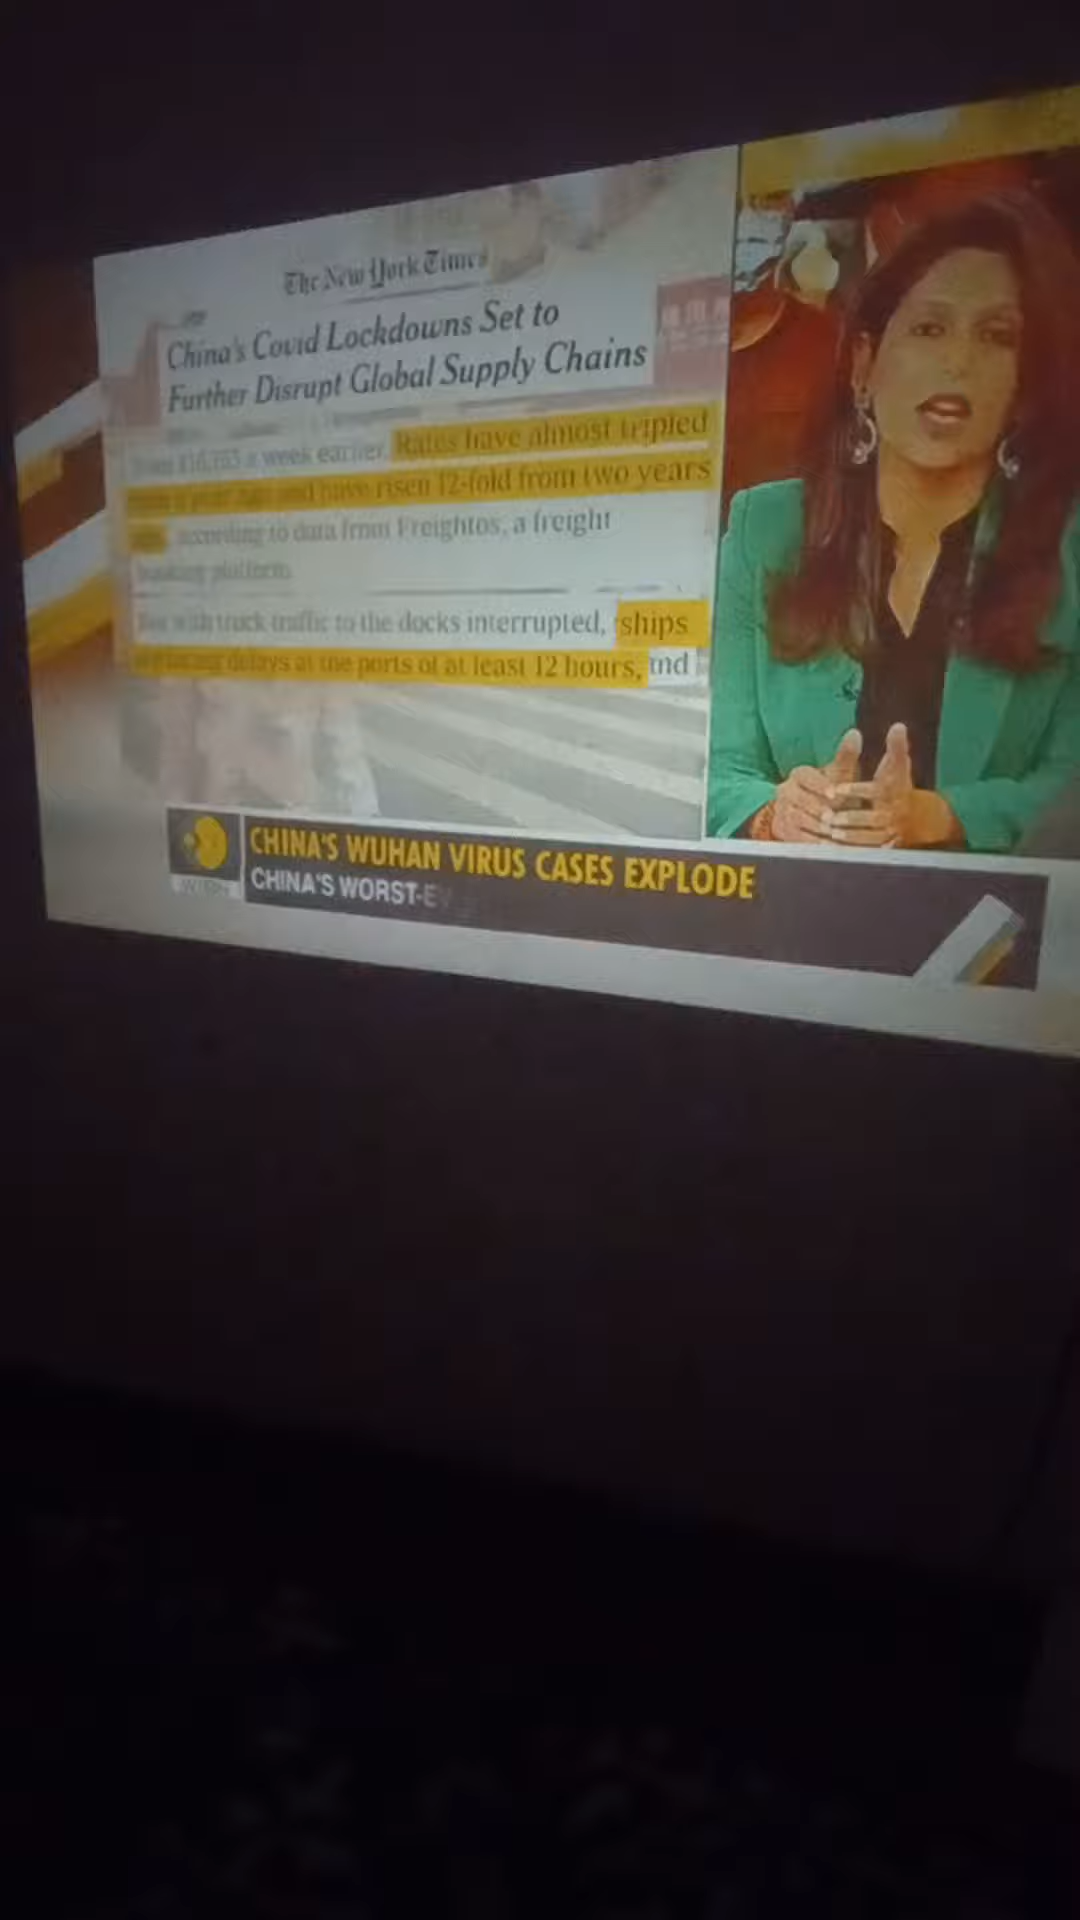 The New York Times
China's Covid Lockdowns Set to
Further Disrupt Global Supply Chains
a week earlier. Rates have almost tripled
and have risen 12-fold from two years
according to data from Freightos, a freight
booking platform.
with truck traffic to the docks interrupted, ships
delays at the ports of at least 12 hours, and
CHINA'S WUHAN VIRUS CASES EXPLODE
CHINA'S WORST-E